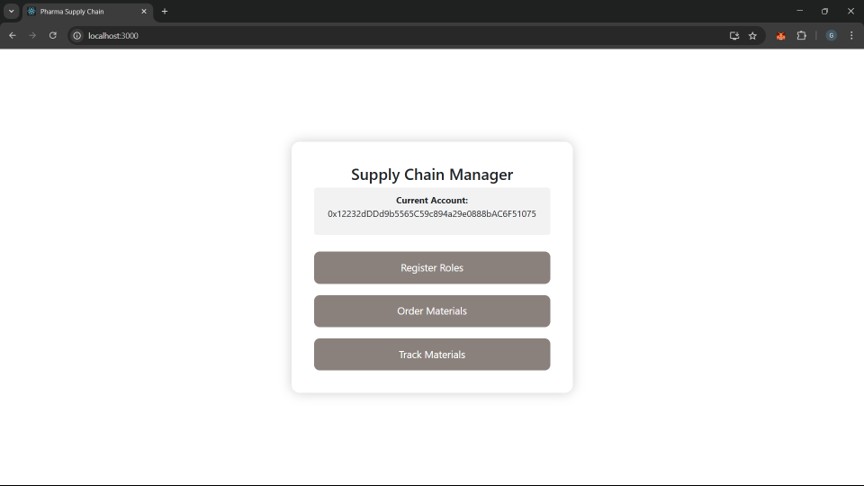 Pharma Supply Chain
localhost:3000
G
Supply Chain Manager
Current Account:
0x12232dDDd9b5565C59c894a29e0888bAC6F51075
Register Roles
Order Materials
Track Materials